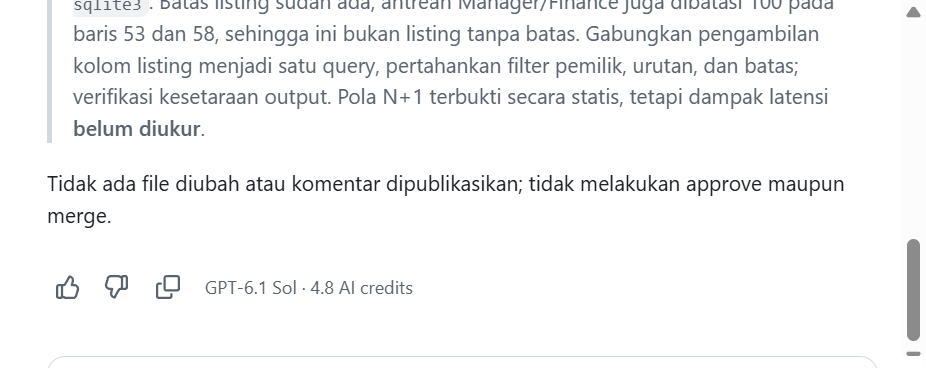 sqlite3 . Batas listing sudah ada, antrean Manager/Finance juga dibatasi 100 pada
baris 53 dan 58, sehingga ini bukan listing tanpa batas. Gabungkan pengambilan
kolom listing menjadi satu query, pertahankan filter pemilik, urutan, dan batas;
verifikasi kesetaraan output. Pola N+1 terbukti secara statis, tetapi dampak latensi
belum diukur.
Tidak ada file diubah atau komentar dipublikasikan; tidak melakukan approve maupun
merge.
GPT-6.1 Sol · 4.8 AI credits